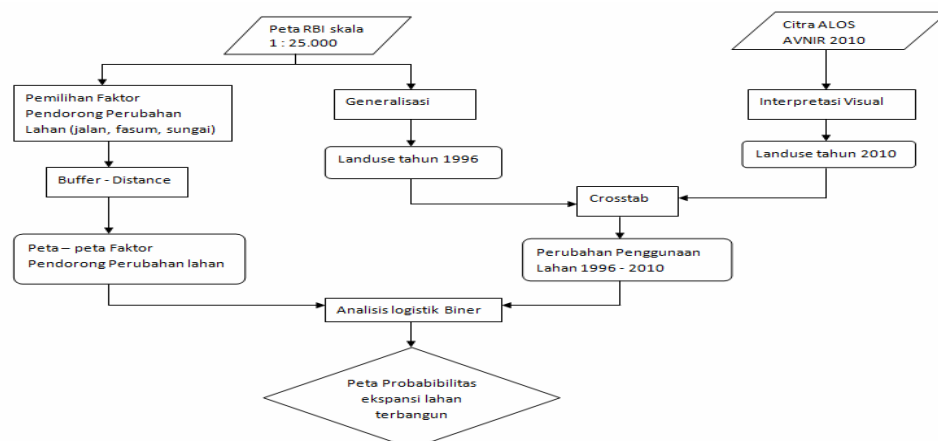 Peta RBI skala
1 : 25.000
Citra ALOS
AVNIR 2010
Pemilihan Faktor
Pendorong Perubahan
Lahan (jalan, fasum, sungai)
Generalisasi
Interpretasi Visual
Landuse tahun 1996
Landuse tahun 2010
Buffer - Distance
Crosstab
Peta – peta Faktor
Pendorong Perubahan lahan
Perubahan Penggunaan
Lahan 1996 - 2010
Analisis logistik Biner
Peta Probabibilitas
ekspansi lahan
terbangun